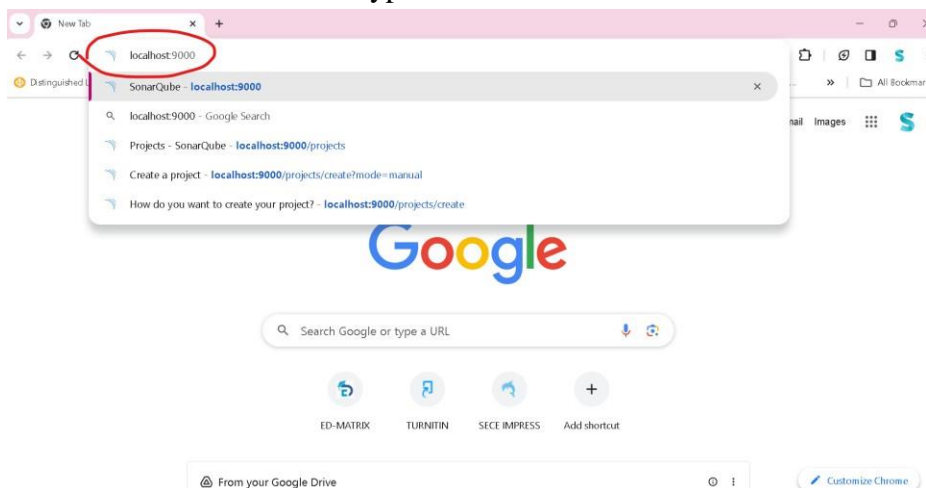 New Tab
localhost:9000
Distinguished
All Bookmar
SonarQube - localhost:9000
localhost:9000 - Google Search
Projects - SonarQube - localhost:9000/projects
Create a project - localhost:9000/projects/create?mode=manual
How do you want to create your project? - localhost:9000/projects/create
Images
Google
Search Google or type a URL
ED-MATRIX TURNITIN SECE IMPRESS Add shortcut
From your Google Drive
Customize Chrome